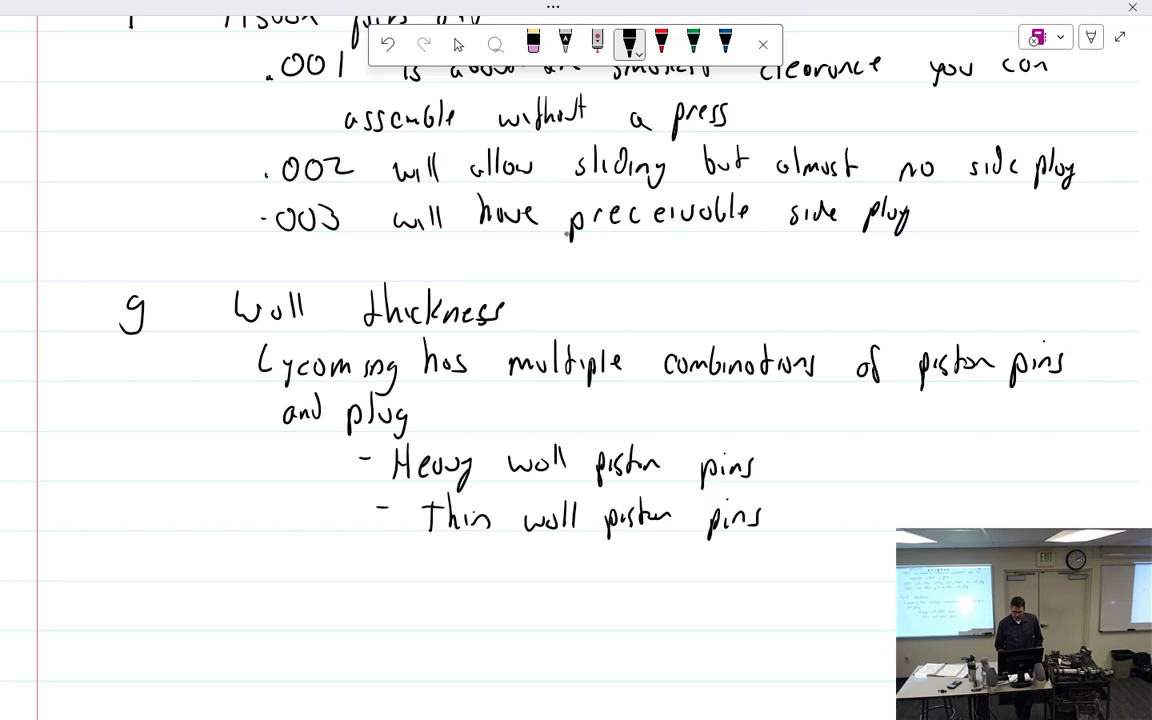 .001 is about the smallest clearance you can
assemble without a press
.002 will allow sliding but almost no side play
.003 will have preceivable side play
g Wall thickness
Lycoming has multiple combinations of piston pins
and plug
- Heavy wall piston pins
- thin wall piston pins
EXIT